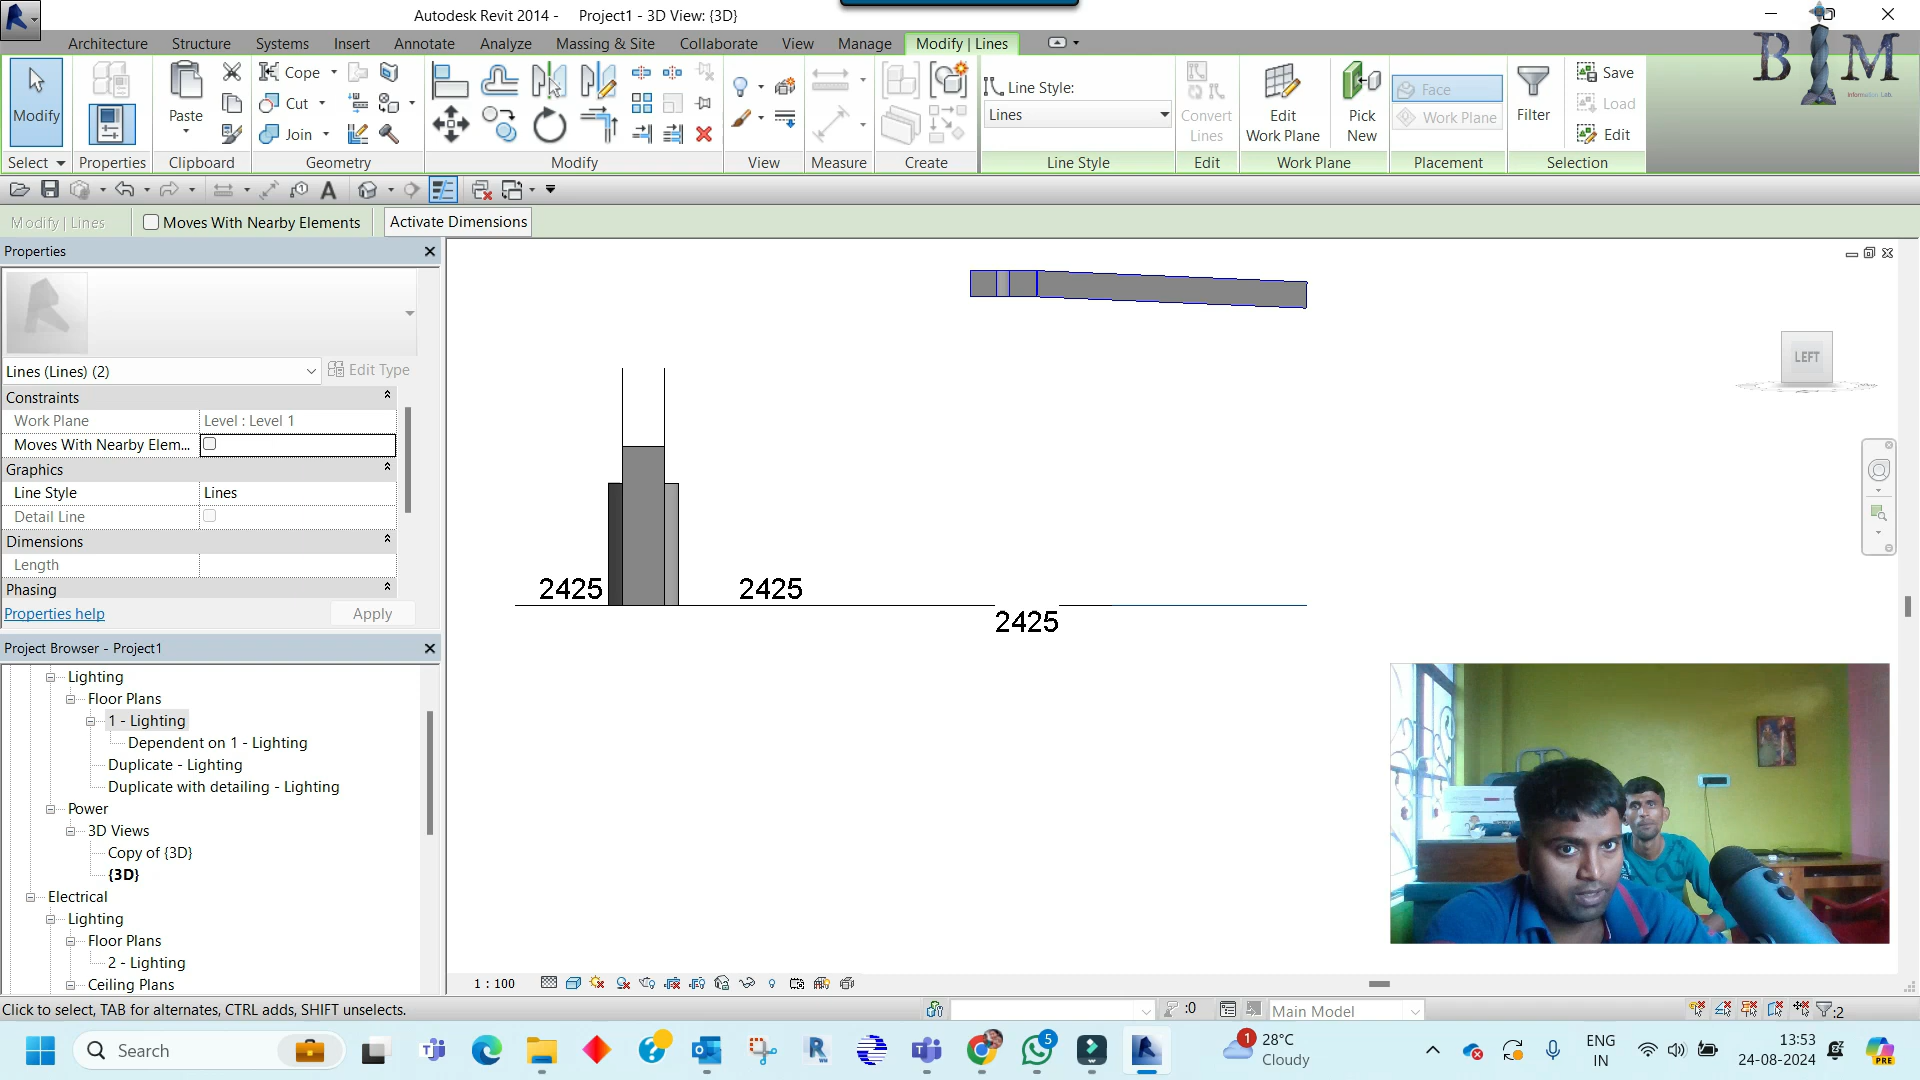 Autodesk Revit 2014 - Project1 - 3D View: {3D}
Architecture Structure Systems Insert Annotate Analyze Massing & Site Collaborate View Manage Modify | Lines
BIM
Information-Lab.
Modify
Paste
Cope
Cut
Join
Line Style:
Lines
Convert Lines
Edit Work Plane
Pick New
Face
Work Plane
Filter
Save
Load
Edit
Select Properties Clipboard Geometry Modify View Measure Create Line Style Edit Work Plane Placement Selection
Modify | Lines Moves With Nearby Elements Activate Dimensions
Properties
Lines (Lines) (2) Edit Type
Constraints
Work Plane Level : Level 1
Moves With Nearby Elem...
Graphics
Line Style Lines
Detail Line
Dimensions
Length
Phasing
Properties help Apply
Project Browser - Project1
Lighting
Floor Plans
1 - Lighting
Dependent on 1 - Lighting
Duplicate - Lighting
Duplicate with detailing - Lighting
Power
3D Views
Copy of {3D}
{3D}
Electrical
Lighting
Floor Plans
2 - Lighting
Ceiling Plans
LEFT
2425 2425
2425
1 : 100
Click to select, TAB for alternates, CTRL adds, SHIFT unselects.
:0 Main Model :2
Search
5
1
28°C
Cloudy
ENG
IN
13:53
24-08-2024
PRE